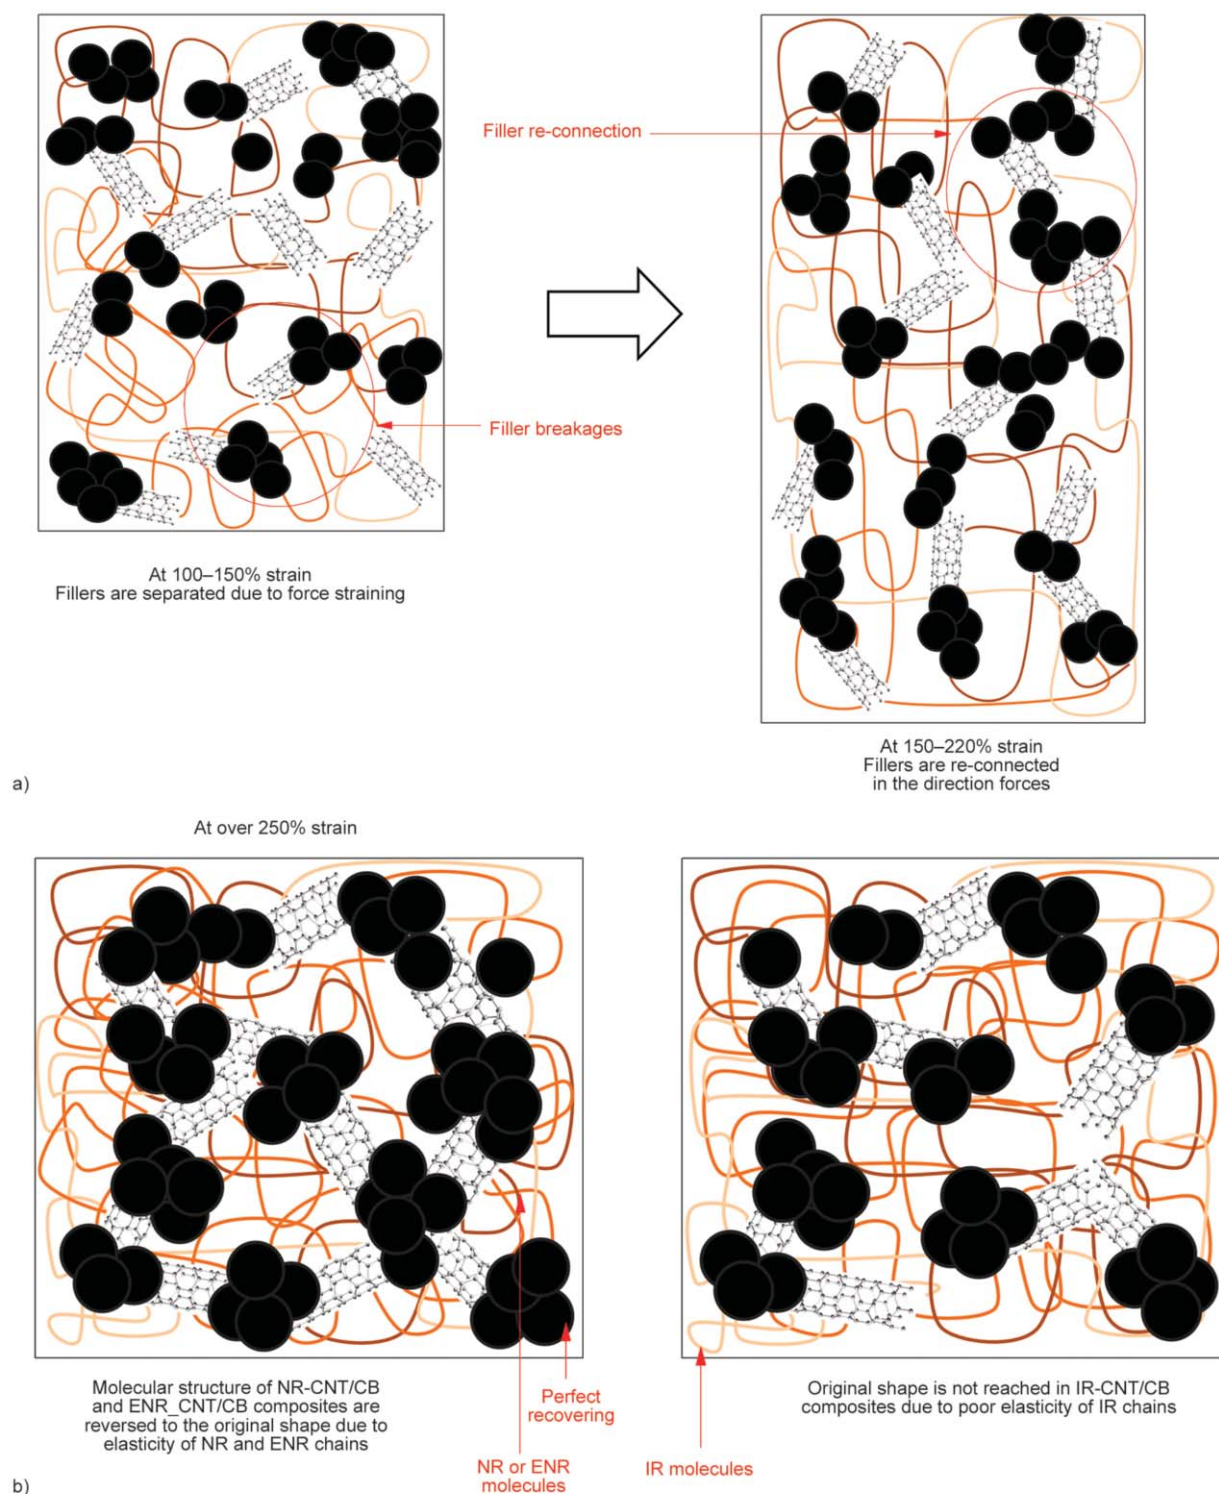 Filler re-connection
Filler breakages
At 100–150% strain
Fillers are separated due to force straining
At 150–220% strain
Fillers are re-connected
in the direction forces
a)
At over 250% strain
Molecular structure of NR-CNT/CB
and ENR_CNT/CB composites are
reversed to the original shape due to
elasticity of NR and ENR chains
Perfect
recovering
NR or ENR
molecules
IR molecules
Original shape is not reached in IR-CNT/CB
composites due to poor elasticity of IR chains
b)